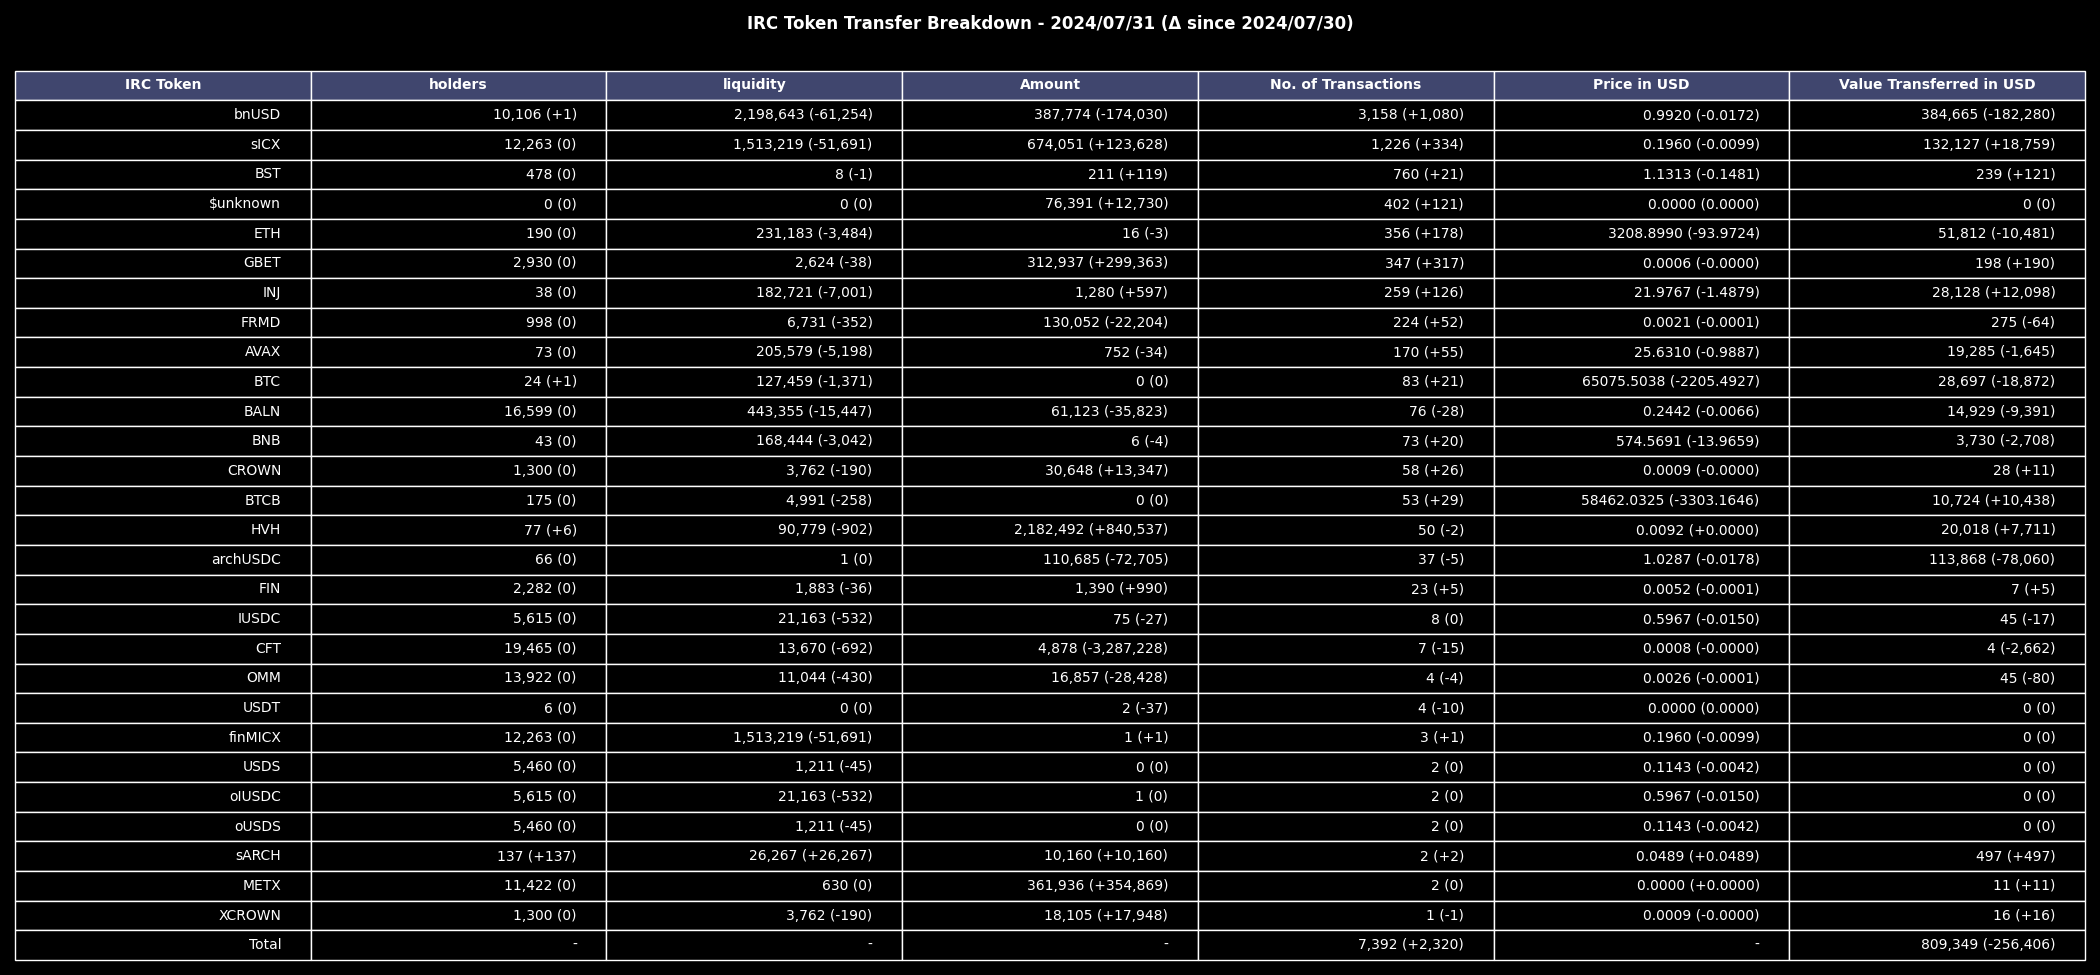 IRC Token Transfer Breakdown - 2024/07/31 (Δ since 2024/07/30)
IRC Token holders liquidity Amount No. of Transactions Price in USD Value Transferred in USD
bnUSD 10,106 (+1) 2,198,643 (-61,254) 387,774 (-174,030) 3,158 (+1,080) 0.9920 (-0.0172) 384,665 (-182,280)
sICX 12,263 (0) 1,513,219 (-51,691) 674,051 (+123,628) 1,226 (+334) 0.1960 (-0.0099) 132,127 (+18,759)
BST 478 (0) 8 (-1) 211 (+119) 760 (+21) 1.1313 (-0.1481) 239 (+121)
$unknown 0 (0) 0 (0) 76,391 (+12,730) 402 (+121) 0.0000 (0.0000) 0 (0)
ETH 190 (0) 231,183 (-3,484) 16 (-3) 356 (+178) 3208.8990 (-93.9724) 51,812 (-10,481)
GBET 2,930 (0) 2,624 (-38) 312,937 (+299,363) 347 (+317) 0.0006 (-0.0000) 198 (+190)
INJ 38 (0) 182,721 (-7,001) 1,280 (+597) 259 (+126) 21.9767 (-1.4879) 28,128 (+12,098)
FRMD 998 (0) 6,731 (-352) 130,052 (-22,204) 224 (+52) 0.0021 (-0.0001) 275 (-64)
AVAX 73 (0) 205,579 (-5,198) 752 (-34) 170 (+55) 25.6310 (-0.9887) 19,285 (-1,645)
BTC 24 (+1) 127,459 (-1,371) 0 (0) 83 (+21) 65075.5038 (-2205.4927) 28,697 (-18,872)
BALN 16,599 (0) 443,355 (-15,447) 61,123 (-35,823) 76 (-28) 0.2442 (-0.0066) 14,929 (-9,391)
BNB 43 (0) 168,444 (-3,042) 6 (-4) 73 (+20) 574.5691 (-13.9659) 3,730 (-2,708)
CROWN 1,300 (0) 3,762 (-190) 30,648 (+13,347) 58 (+26) 0.0009 (-0.0000) 28 (+11)
BTCB 175 (0) 4,991 (-258) 0 (0) 53 (+29) 58462.0325 (-3303.1646) 10,724 (+10,438)
HVH 77 (+6) 90,779 (-902) 2,182,492 (+840,537) 50 (-2) 0.0092 (+0.0000) 20,018 (+7,711)
archUSDC 66 (0) 1 (0) 110,685 (-72,705) 37 (-5) 1.0287 (-0.0178) 113,868 (-78,060)
FIN 2,282 (0) 1,883 (-36) 1,390 (+990) 23 (+5) 0.0052 (-0.0001) 7 (+5)
IUSDC 5,615 (0) 21,163 (-532) 75 (-27) 8 (0) 0.5967 (-0.0150) 45 (-17)
CFT 19,465 (0) 13,670 (-692) 4,878 (-3,287,228) 7 (-15) 0.0008 (-0.0000) 4 (-2,662)
OMM 13,922 (0) 11,044 (-430) 16,857 (-28,428) 4 (-4) 0.0026 (-0.0001) 45 (-80)
USDT 6 (0) 0 (0) 2 (-37) 4 (-10) 0.0000 (0.0000) 0 (0)
finMICX 12,263 (0) 1,513,219 (-51,691) 1 (+1) 3 (+1) 0.1960 (-0.0099) 0 (0)
USDS 5,460 (0) 1,211 (-45) 0 (0) 2 (0) 0.1143 (-0.0042) 0 (0)
oIUSDC 5,615 (0) 21,163 (-532) 1 (0) 2 (0) 0.5967 (-0.0150) 0 (0)
oUSDS 5,460 (0) 1,211 (-45) 0 (0) 2 (0) 0.1143 (-0.0042) 0 (0)
sARCH 137 (+137) 26,267 (+26,267) 10,160 (+10,160) 2 (+2) 0.0489 (+0.0489) 497 (+497)
METX 11,422 (0) 630 (0) 361,936 (+354,869) 2 (0) 0.0000 (+0.0000) 11 (+11)
XCROWN 1,300 (0) 3,762 (-190) 18,105 (+17,948) 1 (-1) 0.0009 (-0.0000) 16 (+16)
Total - - - 7,392 (+2,320) - 809,349 (-256,406)